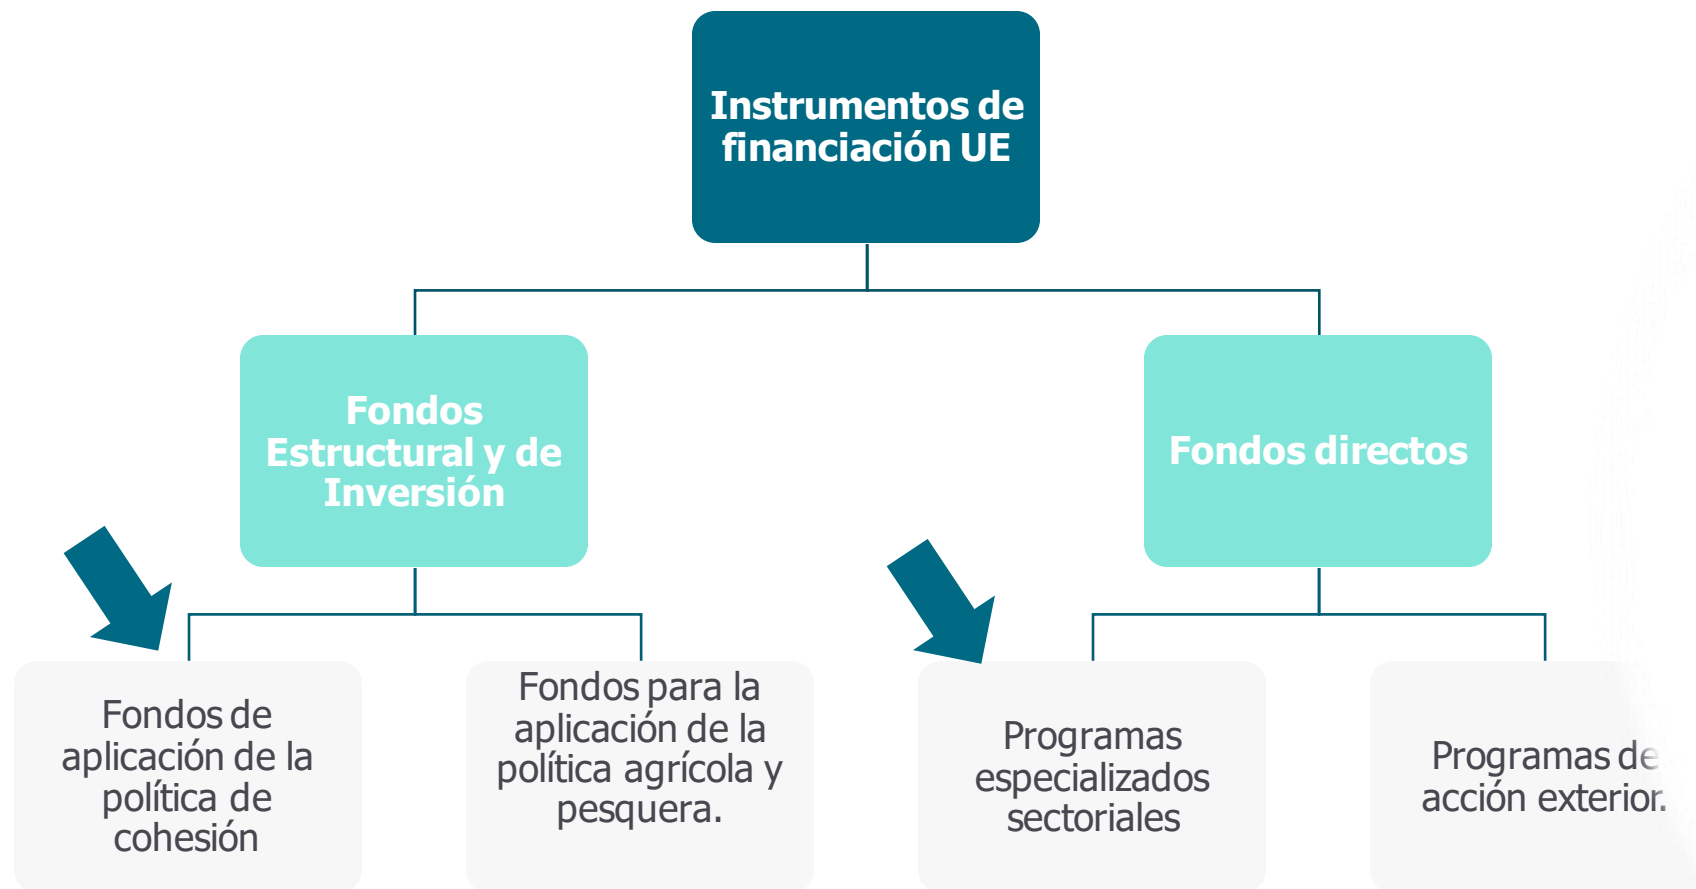 Instrumentos de
financiación UE
Fondos
Estructural y de
Inversión
Fondos directos
Fondos de
aplicación de la
política de
cohesión
Fondos para la
aplicación de la
política agrícola y
pesquera.
Programas
especializados
sectoriales
Programas de
acción exterior.